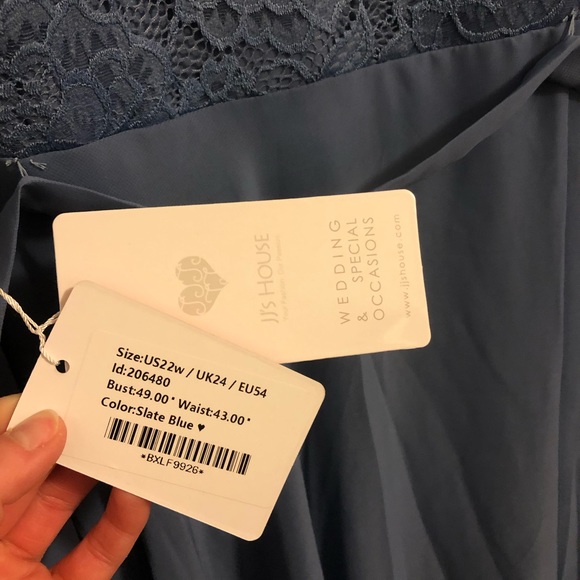 JJ's HOUSE
WEDDING
SPECIAL
& OCCASIONS
www.jjshouse.com
Size:US22w / UK24 / EU54
Id:206480
Bust:49.00" Waist:43.00"
Color:Slate Blue ♥
*BXLF9926*